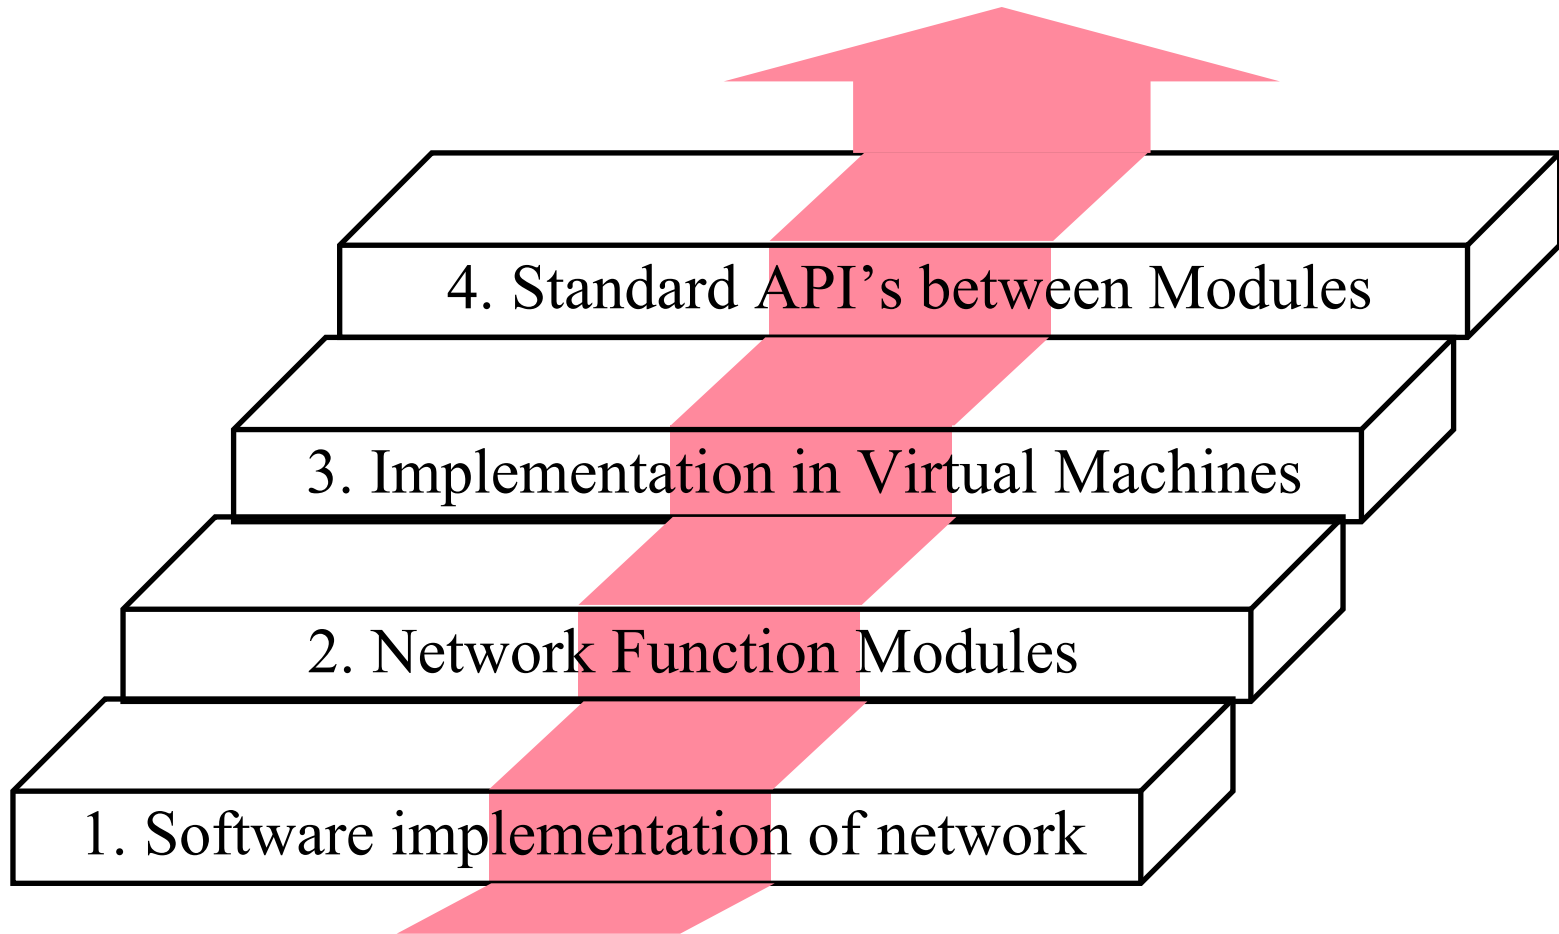 4. Standard API’s between Modules
3. Implementation in Virtual Machines
2. Network Function Modules
1. Software implementation of network